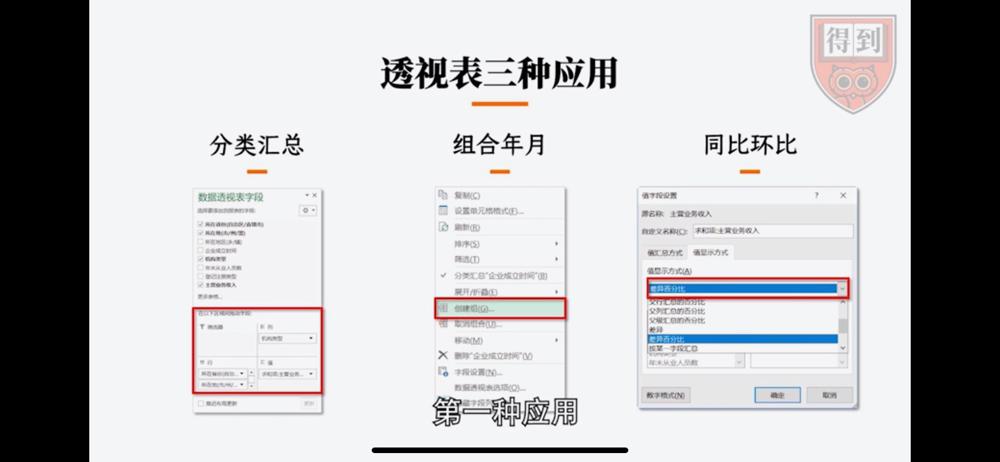 得到
透视表三种应用
分类汇总
组合年月
同比环比
数据透视表字段
选择要添加到报表的字段:
所在省份(自治区/直辖市)
所在地(市/州/盟)
所在地区(乡/镇)
企业成立时间
机构类型
年末从业人员数
登记注册类型
主营业务收入
更多表格...
在以下区域间拖动字段:
筛选器
列
机构类型
行
值
所在省份(自治...
求和项:主营业务...
所在地(市/州/...
推迟布局更新
更新
复制(C)
设置单元格格式(F)...
刷新(R)
排序(S)
筛选(T)
分类汇总"企业成立时间"(B)
展开/折叠(E)
创建组(G)...
取消组合(U)...
移动(M)
删除"企业成立时间"(V)
字段设置(N)...
数据透视表选项(O)...
值字段设置
?
源名称: 主营业务收入
自定义名称(C): 求和项:主营业务收入
值汇总方式 值显示方式
值显示方式(A)
差异百分比
父行汇总的百分比
父列汇总的百分比
父级汇总的百分比
差异
差异百分比
按某一字段汇总
年末从业人员数
数字格式(N)
确定
取消
第一种应用